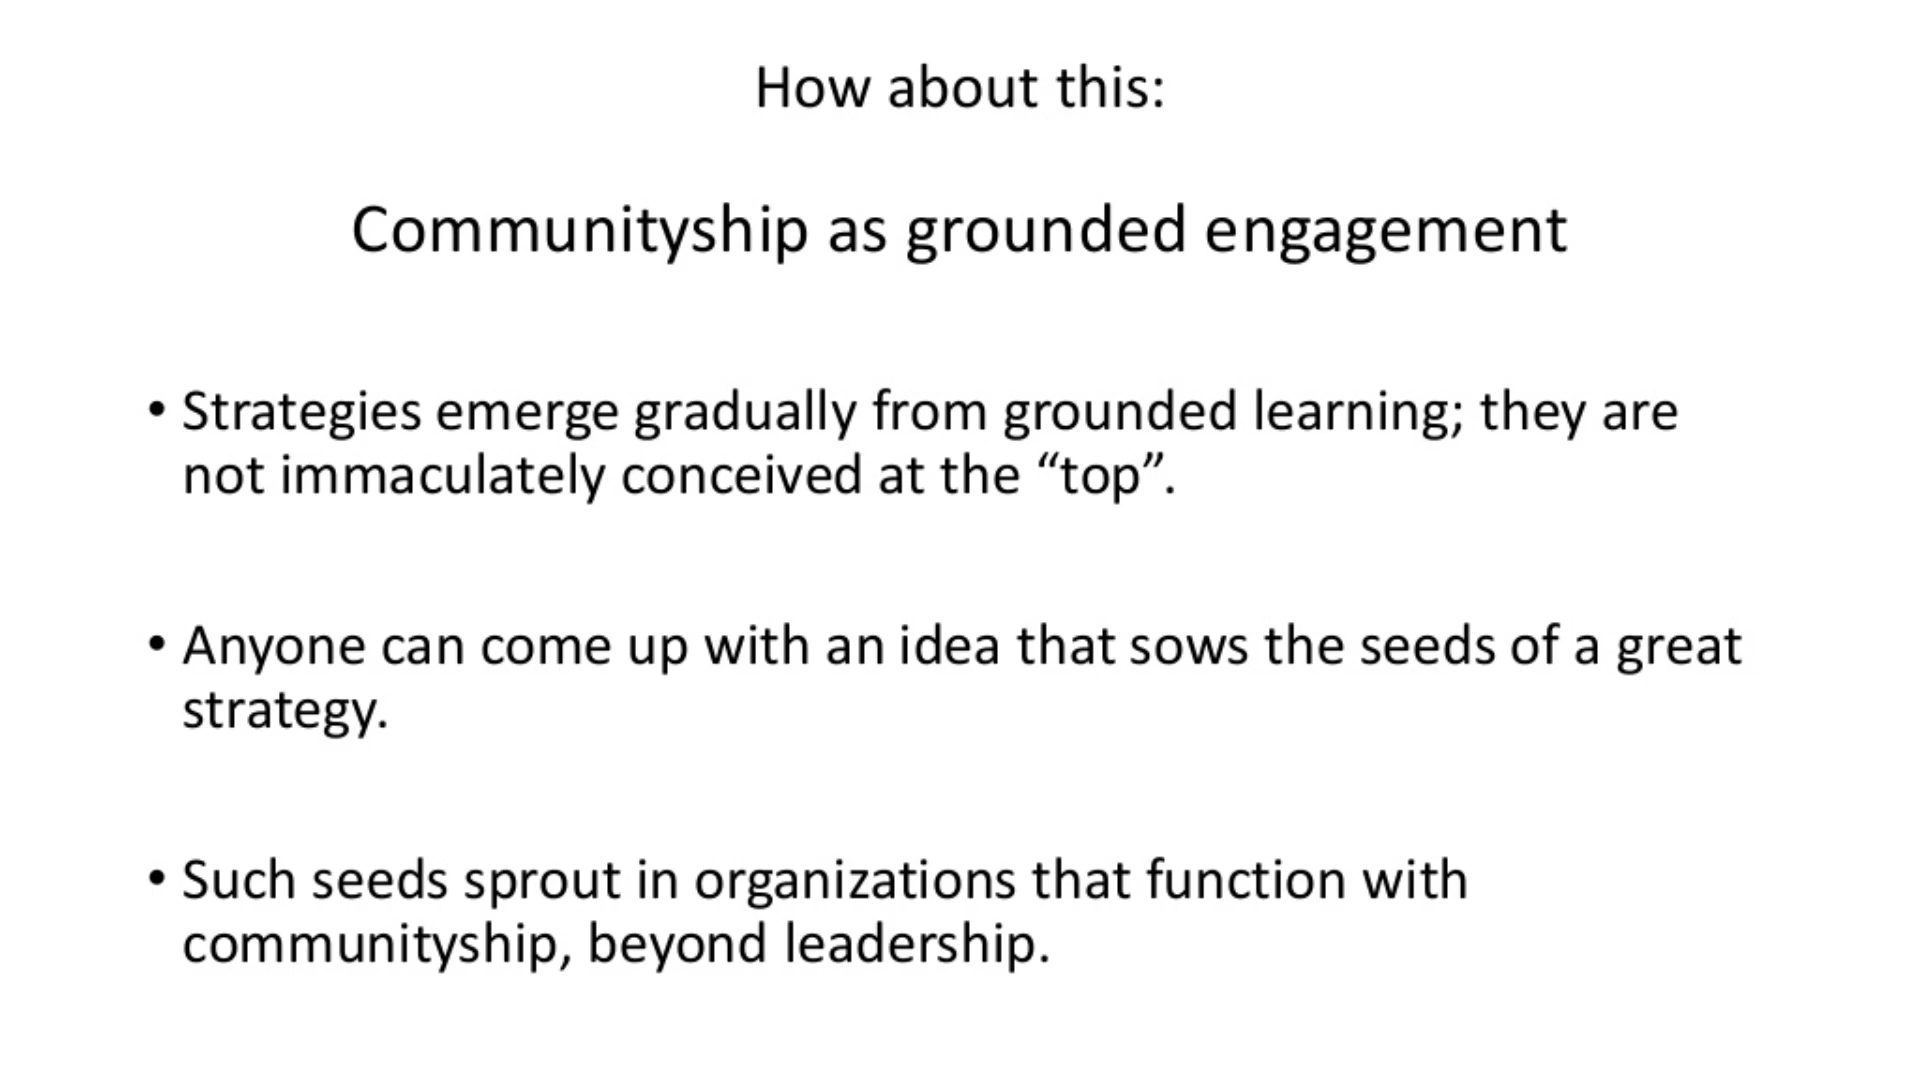 How about this:
Communityship as grounded engagement
• Strategies emerge gradually from grounded learning; they are
not immaculately conceived at the “top”.
• Anyone can come up with an idea that sows the seeds of a great
strategy.
• Such seeds sprout in organizations that function with
communityship, beyond leadership.